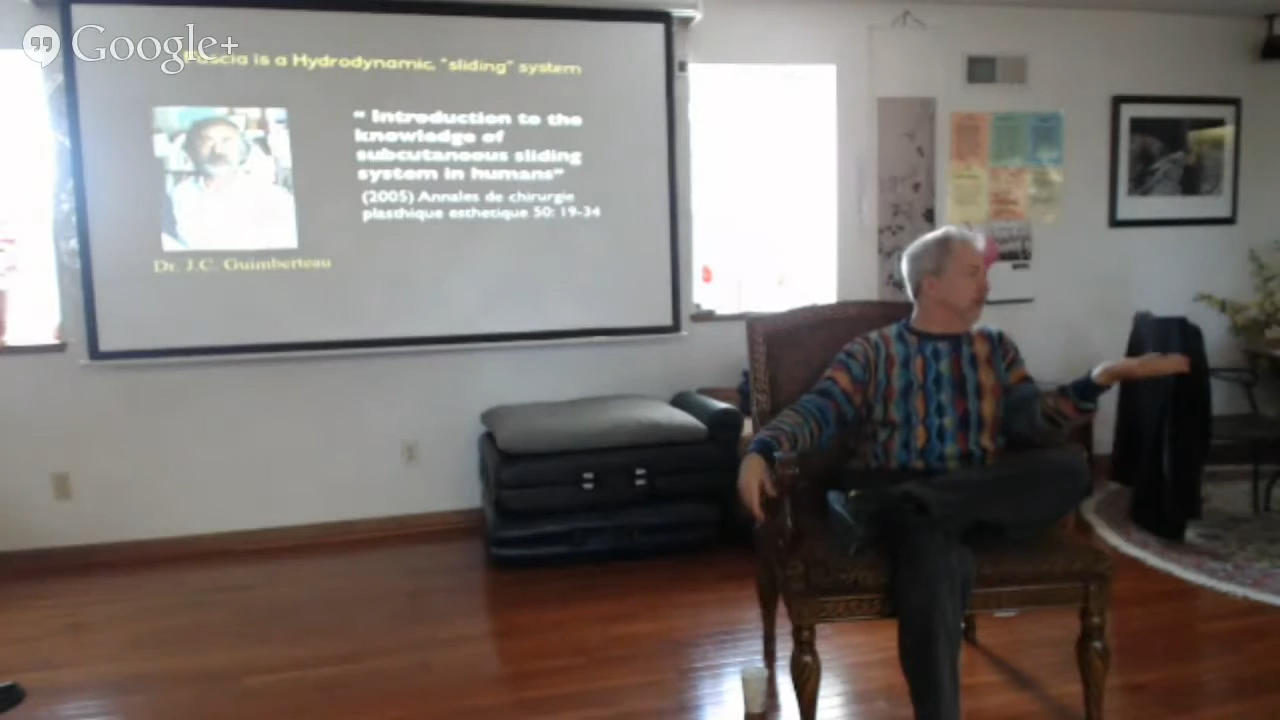 Google+
Fascia is a Hydrodynamic, "sliding" system
" Introduction to the
knowledge of
subcutaneous sliding
system in humans"
(2005) Annales de chirurgie
plasthique esthetique 50: 19-34
Dr. J.C. Guimberteau